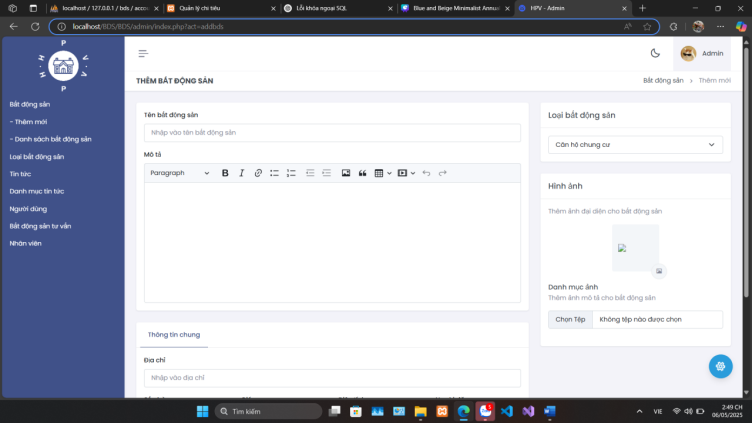 localhost / 127.0.0.1 / bds / accou
Quản lý chi tiêu
Lỗi khóa ngoại SQL
Blue and Beige Minimalist Annual
HPV - Admin
localhost/BDS/BDS/admin/index.php?act=addbds
P
H V
H A
P
Admin
THÊM BẤT ĐỘNG SẢN
Bất động sản > Thêm mới
Bất động sản
- Thêm mới
- Danh sách bất động sản
Loại bất động sản
Tin tức
Danh mục tin tức
Người dùng
Bất động sản tư vấn
Nhân viên
Tên bất động sản
Nhập vào tên bất động sản
Mô tả
Paragraph
Thông tin chung
Địa chỉ
Nhập vào địa chỉ
Loại bất động sản
Căn hộ chung cư
Hình ảnh
Thêm ảnh đại diện cho bất động sản
Danh mục ảnh
Thêm ảnh mô tả cho bất động sản
Chọn Tệp Không tệp nào được chọn
Tìm kiếm
VIE
2:49 CH
06/05/2025